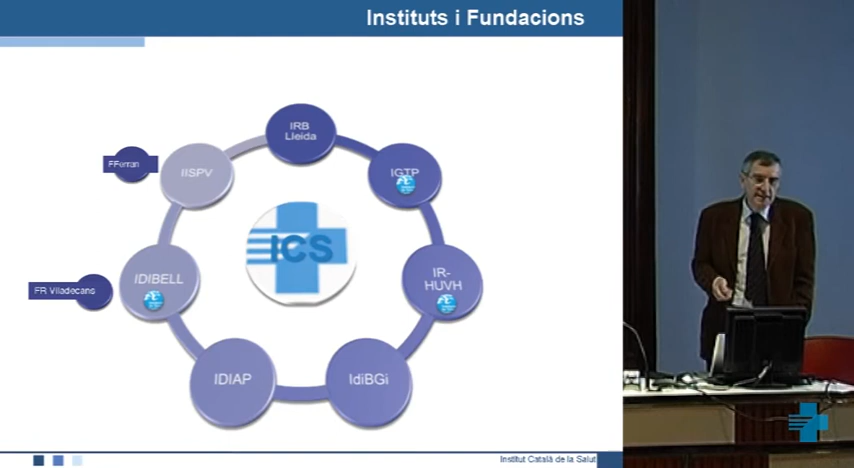 Instituts i Fundacions
IRB
Lleida
FFerran
IISPV
IGTP
ICS
IDIBELL
IR-
HUVH
FR Viladecans
IDIAP
IdiBGi
Institut Català de la Salut